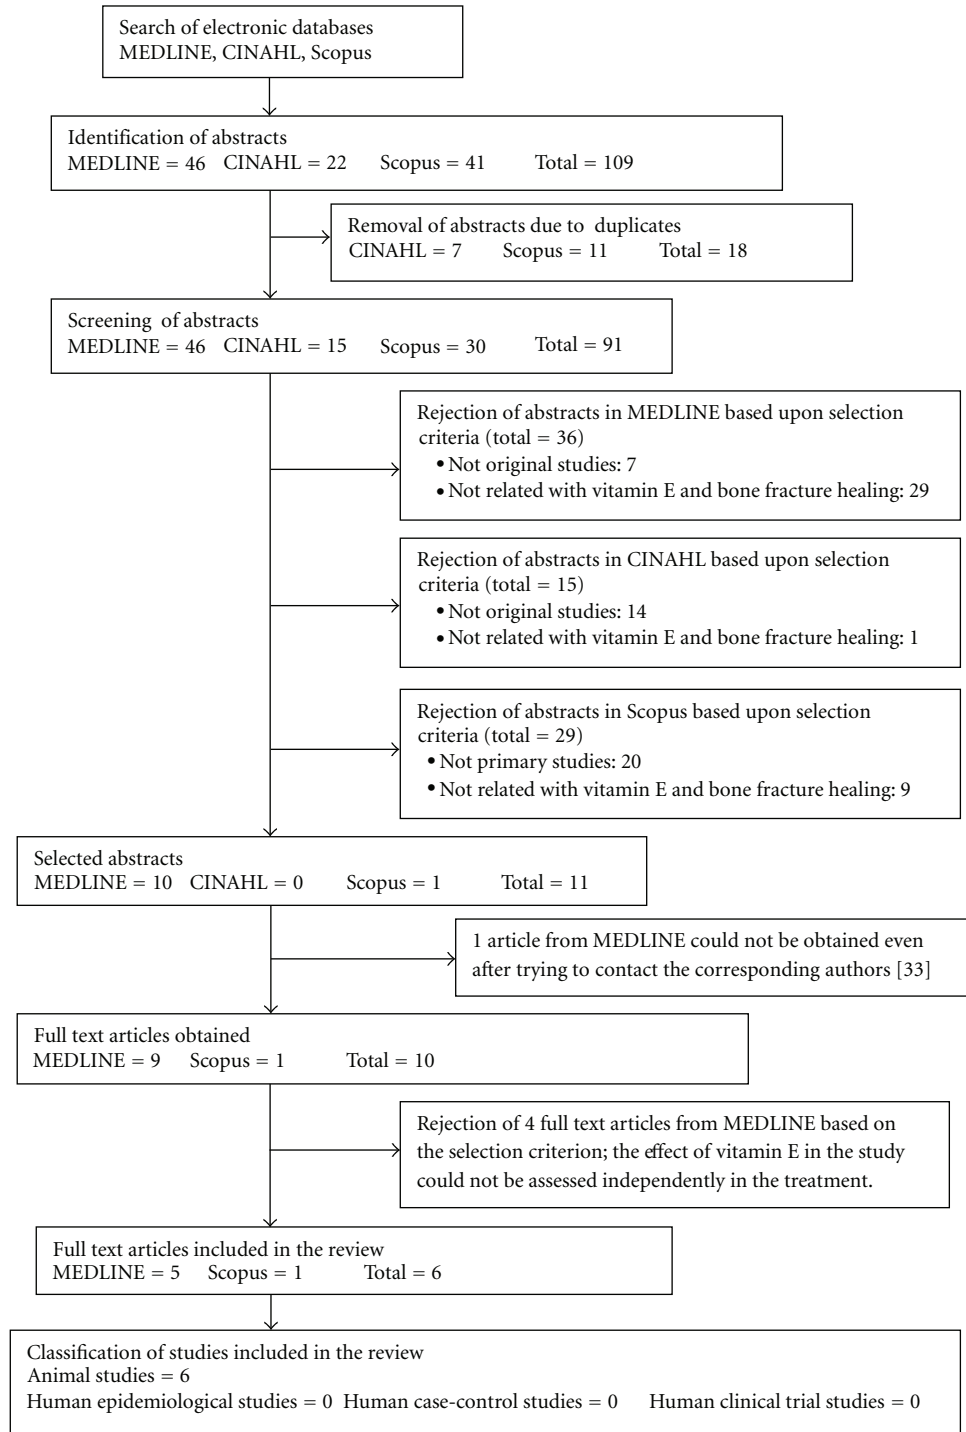 Search of electronic databases
MEDLINE, CINAHL, Scopus
Identification of abstracts
MEDLINE = 46 CINAHL = 22 Scopus = 41 Total = 109
Removal of abstracts due to duplicates
CINAHL = 7 Scopus = 11 Total = 18
Screening of abstracts
MEDLINE = 46 CINAHL = 15 Scopus = 30 Total = 91
Rejection of abstracts in MEDLINE based upon selection
criteria (total = 36)
• Not original studies: 7
• Not related with vitamin E and bone fracture healing: 29
Rejection of abstracts in CINAHL based upon selection
criteria (total = 15)
• Not original studies: 14
• Not related with vitamin E and bone fracture healing: 1
Rejection of abstracts in Scopus based upon selection
criteria (total = 29)
• Not primary studies: 20
• Not related with vitamin E and bone fracture healing: 9
Selected abstracts
MEDLINE = 10 CINAHL = 0 Scopus = 1 Total = 11
1 article from MEDLINE could not be obtained even
after trying to contact the corresponding authors [33]
Full text articles obtained
MEDLINE = 9 Scopus = 1 Total = 10
Rejection of 4 full text articles from MEDLINE based on
the selection criterion; the effect of vitamin E in the study
could not be assessed independently in the treatment.
Full text articles included in the review
MEDLINE = 5 Scopus = 1 Total = 6
Classification of studies included in the review
Animal studies = 6
Human epidemiological studies = 0 Human case-control studies = 0 Human clinical trial studies = 0